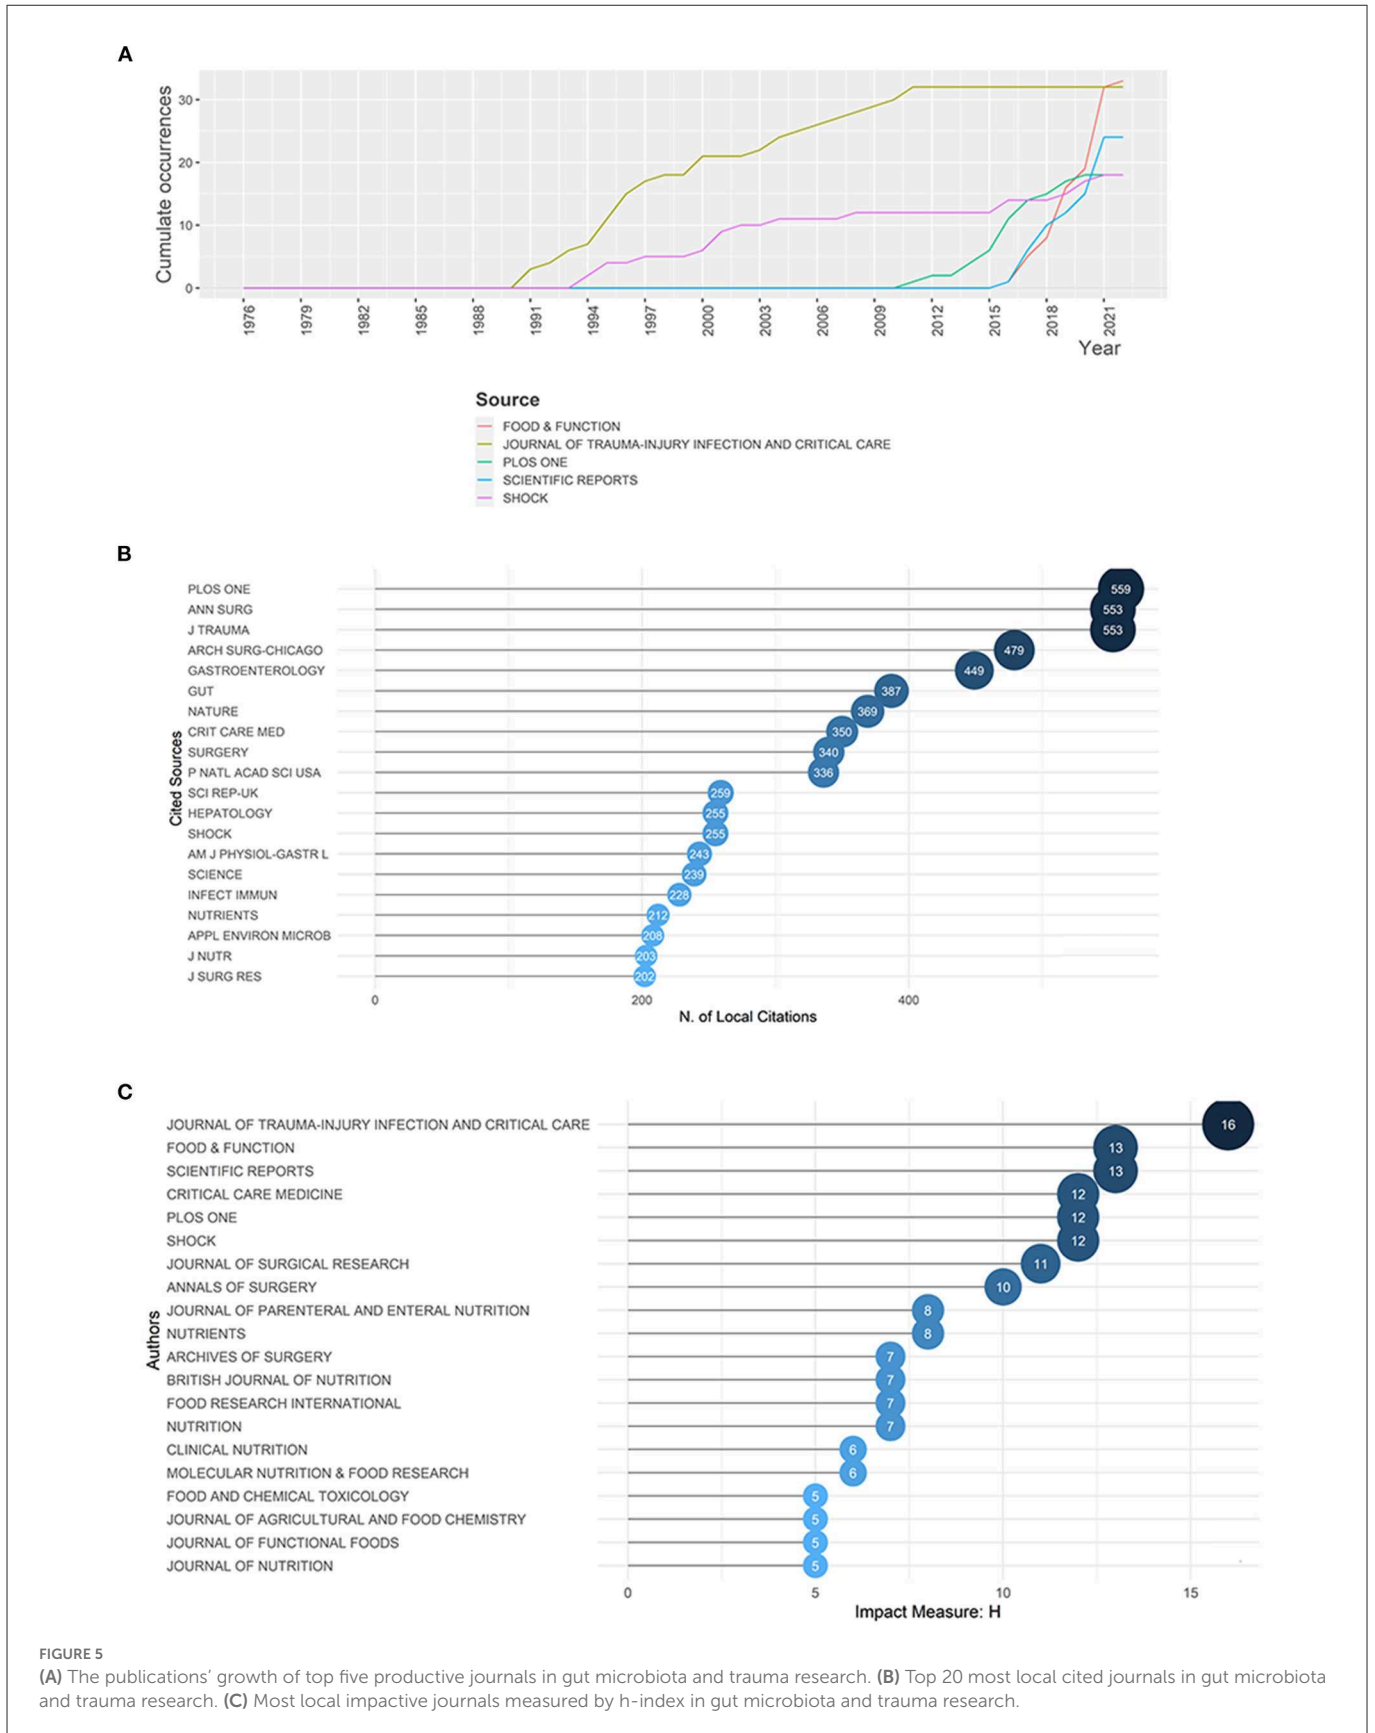 A
Cumulate occurrences
30
20
10
0
1976 1979 1982 1985 1988 1991 1994 1997 2000 2003 2006 2009 2012 2015 2018 2021
Year
Source
FOOD & FUNCTION
JOURNAL OF TRAUMA-INJURY INFECTION AND CRITICAL CARE
PLOS ONE
SCIENTIFIC REPORTS
SHOCK
B
Cited Sources
PLOS ONE 559
ANN SURG 553
J TRAUMA 553
ARCH SURG-CHICAGO 479
GASTROENTEROLOGY 449
GUT 387
NATURE 369
CRIT CARE MED 350
SURGERY 340
P NATL ACAD SCI USA 336
SCI REP-UK 259
HEPATOLOGY 255
SHOCK 255
AM J PHYSIOL-GASTR L 243
SCIENCE 239
INFECT IMMUN 228
NUTRIENTS 212
APPL ENVIRON MICROB 208
J NUTR 203
J SURG RES 202
0 200 400
N. of Local Citations
C
Authors
JOURNAL OF TRAUMA-INJURY INFECTION AND CRITICAL CARE 16
FOOD & FUNCTION 13
SCIENTIFIC REPORTS 13
CRITICAL CARE MEDICINE 12
PLOS ONE 12
SHOCK 12
JOURNAL OF SURGICAL RESEARCH 11
ANNALS OF SURGERY 10
JOURNAL OF PARENTERAL AND ENTERAL NUTRITION 8
NUTRIENTS 8
ARCHIVES OF SURGERY 7
BRITISH JOURNAL OF NUTRITION 7
FOOD RESEARCH INTERNATIONAL 7
NUTRITION 7
CLINICAL NUTRITION 6
MOLECULAR NUTRITION & FOOD RESEARCH 6
FOOD AND CHEMICAL TOXICOLOGY 5
JOURNAL OF AGRICULTURAL AND FOOD CHEMISTRY 5
JOURNAL OF FUNCTIONAL FOODS 5
JOURNAL OF NUTRITION 5
0 5 10 15
Impact Measure: H
FIGURE 5
(A) The publications' growth of top five productive journals in gut microbiota and trauma research. (B) Top 20 most local cited journals in gut microbiota
and trauma research. (C) Most local impactive journals measured by h-index in gut microbiota and trauma research.